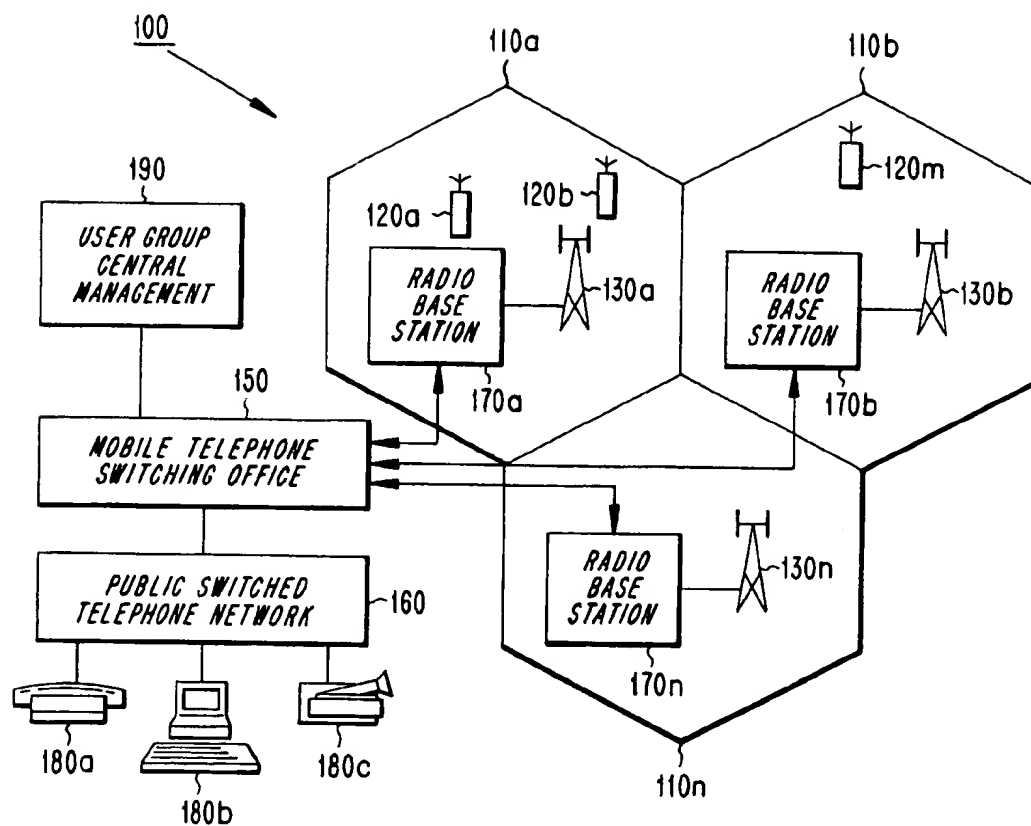 100
110a
110b
190
USER GROUP
CENTRAL
MANAGEMENT
120a
120b
120m
RADIO
BASE
STATION
130a
170a
RADIO
BASE
STATION
130b
170b
150
MOBILE TELEPHONE
SWITCHING OFFICE
PUBLIC SWITCHED
TELEPHONE NETWORK
160
RADIO
BASE
STATION
130n
170n
180a
180b
180c
110n